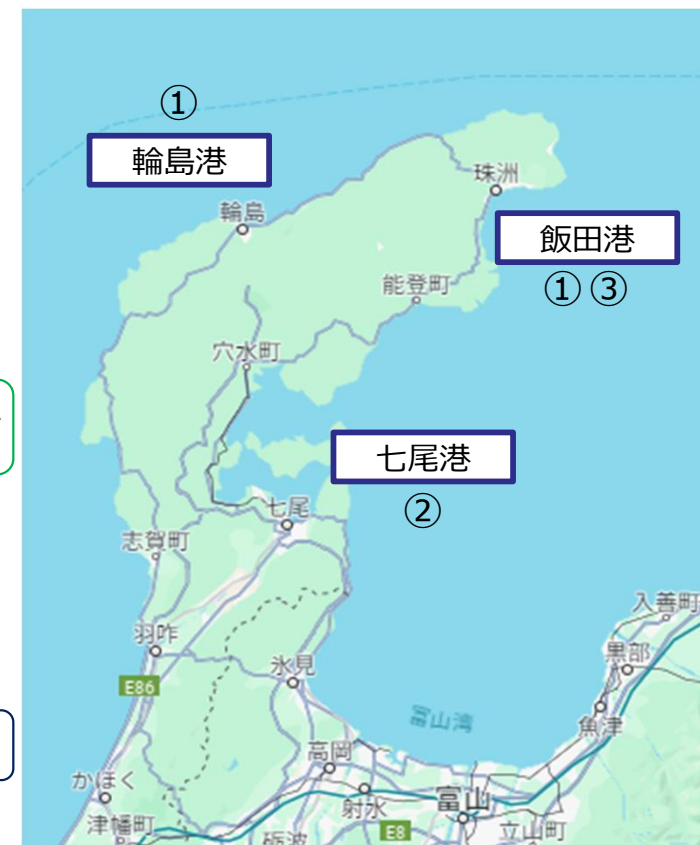 ①
輪島港
珠洲
輪島
飯田港
① ③
能登町
穴水町
七尾港
②
七尾
志賀町
入善町
羽咋
黒部
氷見
E86
富山湾
魚津
高岡
かほく
射水
富山
津幡町
砺波
E8
立山町